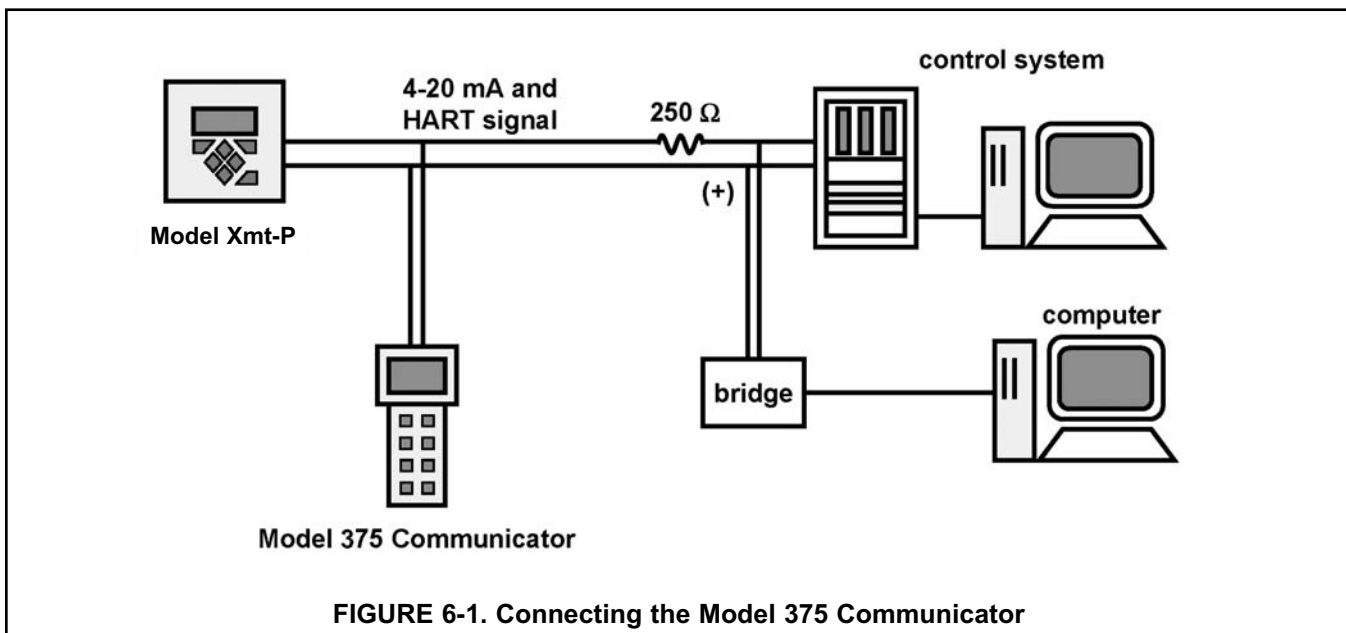 control system
4-20 mA and
HART signal
250 Ω
(+)
Model Xmt-P
computer
bridge
Model 375 Communicator
FIGURE 6-1. Connecting the Model 375 Communicator